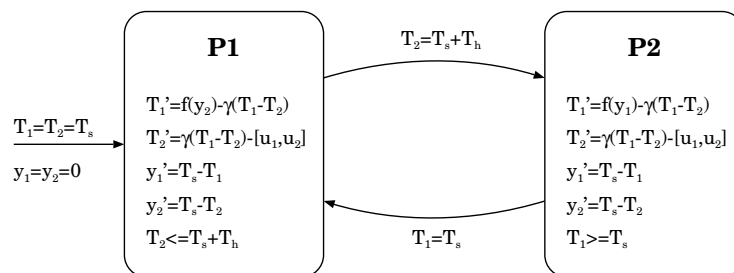 T₁=T₂=Tₛ
y₁=y₂=0
P1
T₁'=f(y₂)-γ(T₁-T₂)
T₂'=γ(T₁-T₂)-[u₁,u₂]
y₁'=Tₛ-T₁
y₂'=Tₛ-T₂
T₂<=Tₛ+Tₕ
T₂=Tₛ+Tₕ
T₁=Tₛ
P2
T₁'=f(y₁)-γ(T₁-T₂)
T₂'=γ(T₁-T₂)-[u₁,u₂]
y₁'=Tₛ-T₁
y₂'=Tₛ-T₂
T₁>=Tₛ